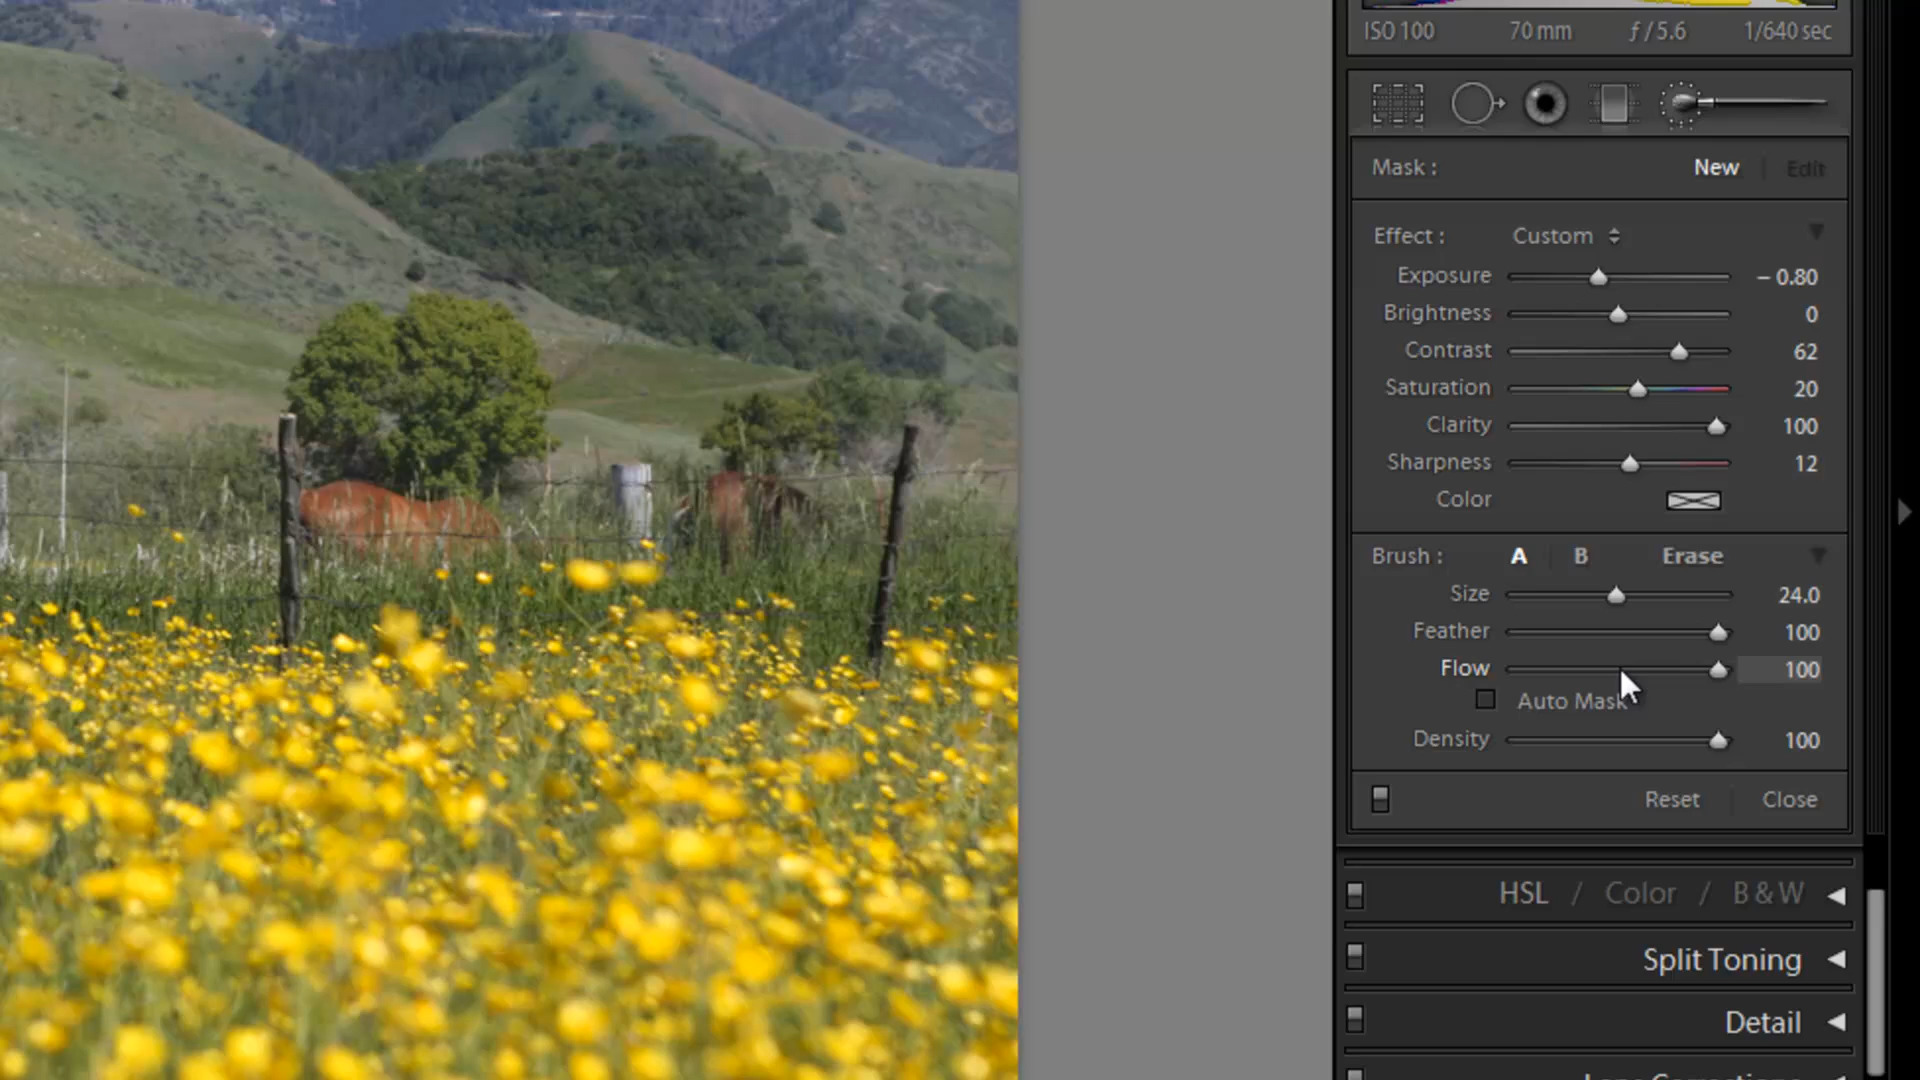 ISO 100 70 mm ƒ / 5.6 1/640 sec
Mask : New Edit
Effect : Custom
Exposure – 0.80
Brightness 0
Contrast 62
Saturation 20
Clarity 100
Sharpness 12
Color
Brush : A B Erase
Size 24.0
Feather 100
Flow 100
Auto Mask
Density 100
Reset Close
HSL / Color / B & W
Split Toning
Detail